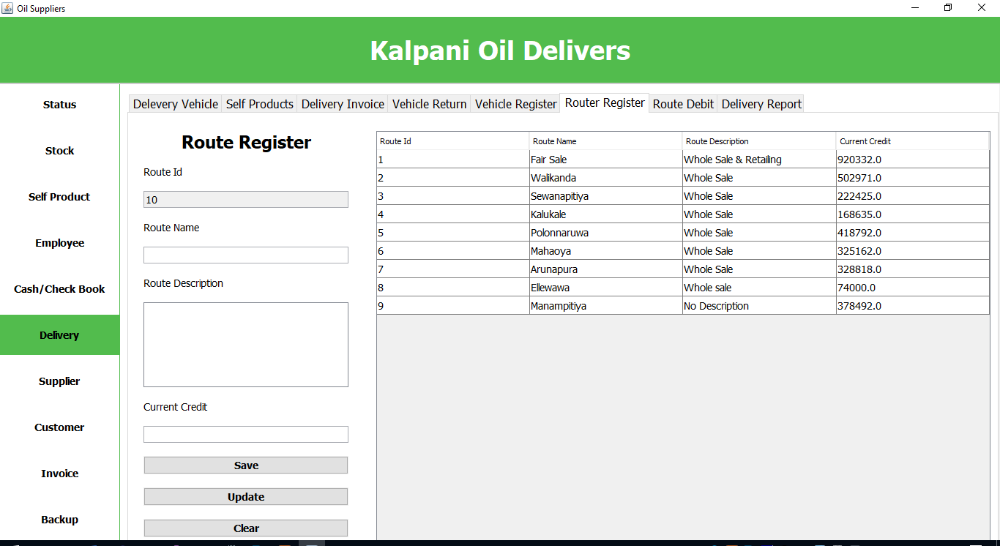 Oil Suppliers
Kalpani Oil Delivers
Status
Stock
Self Product
Employee
Cash/Check Book
Delivery
Supplier
Customer
Invoice
Backup
Delevery Vehicle Self Products Delivery Invoice Vehicle Return Vehicle Register Router Register Route Debit Delivery Report
Route Register
Route Id
10
Route Name
Route Description
Current Credit
Save
Update
Clear
Route Id Route Name Route Description Current Credit
1 Fair Sale Whole Sale & Retailing 920332.0
2 Walikanda Whole Sale 502971.0
3 Sewanapitiya Whole Sale 222425.0
4 Kalukale Whole Sale 168635.0
5 Polonnaruwa Whole Sale 418792.0
6 Mahaoya Whole Sale 325162.0
7 Arunapura Whole Sale 328818.0
8 Ellewawa Whole sale 74000.0
9 Manampitiya No Description 378492.0